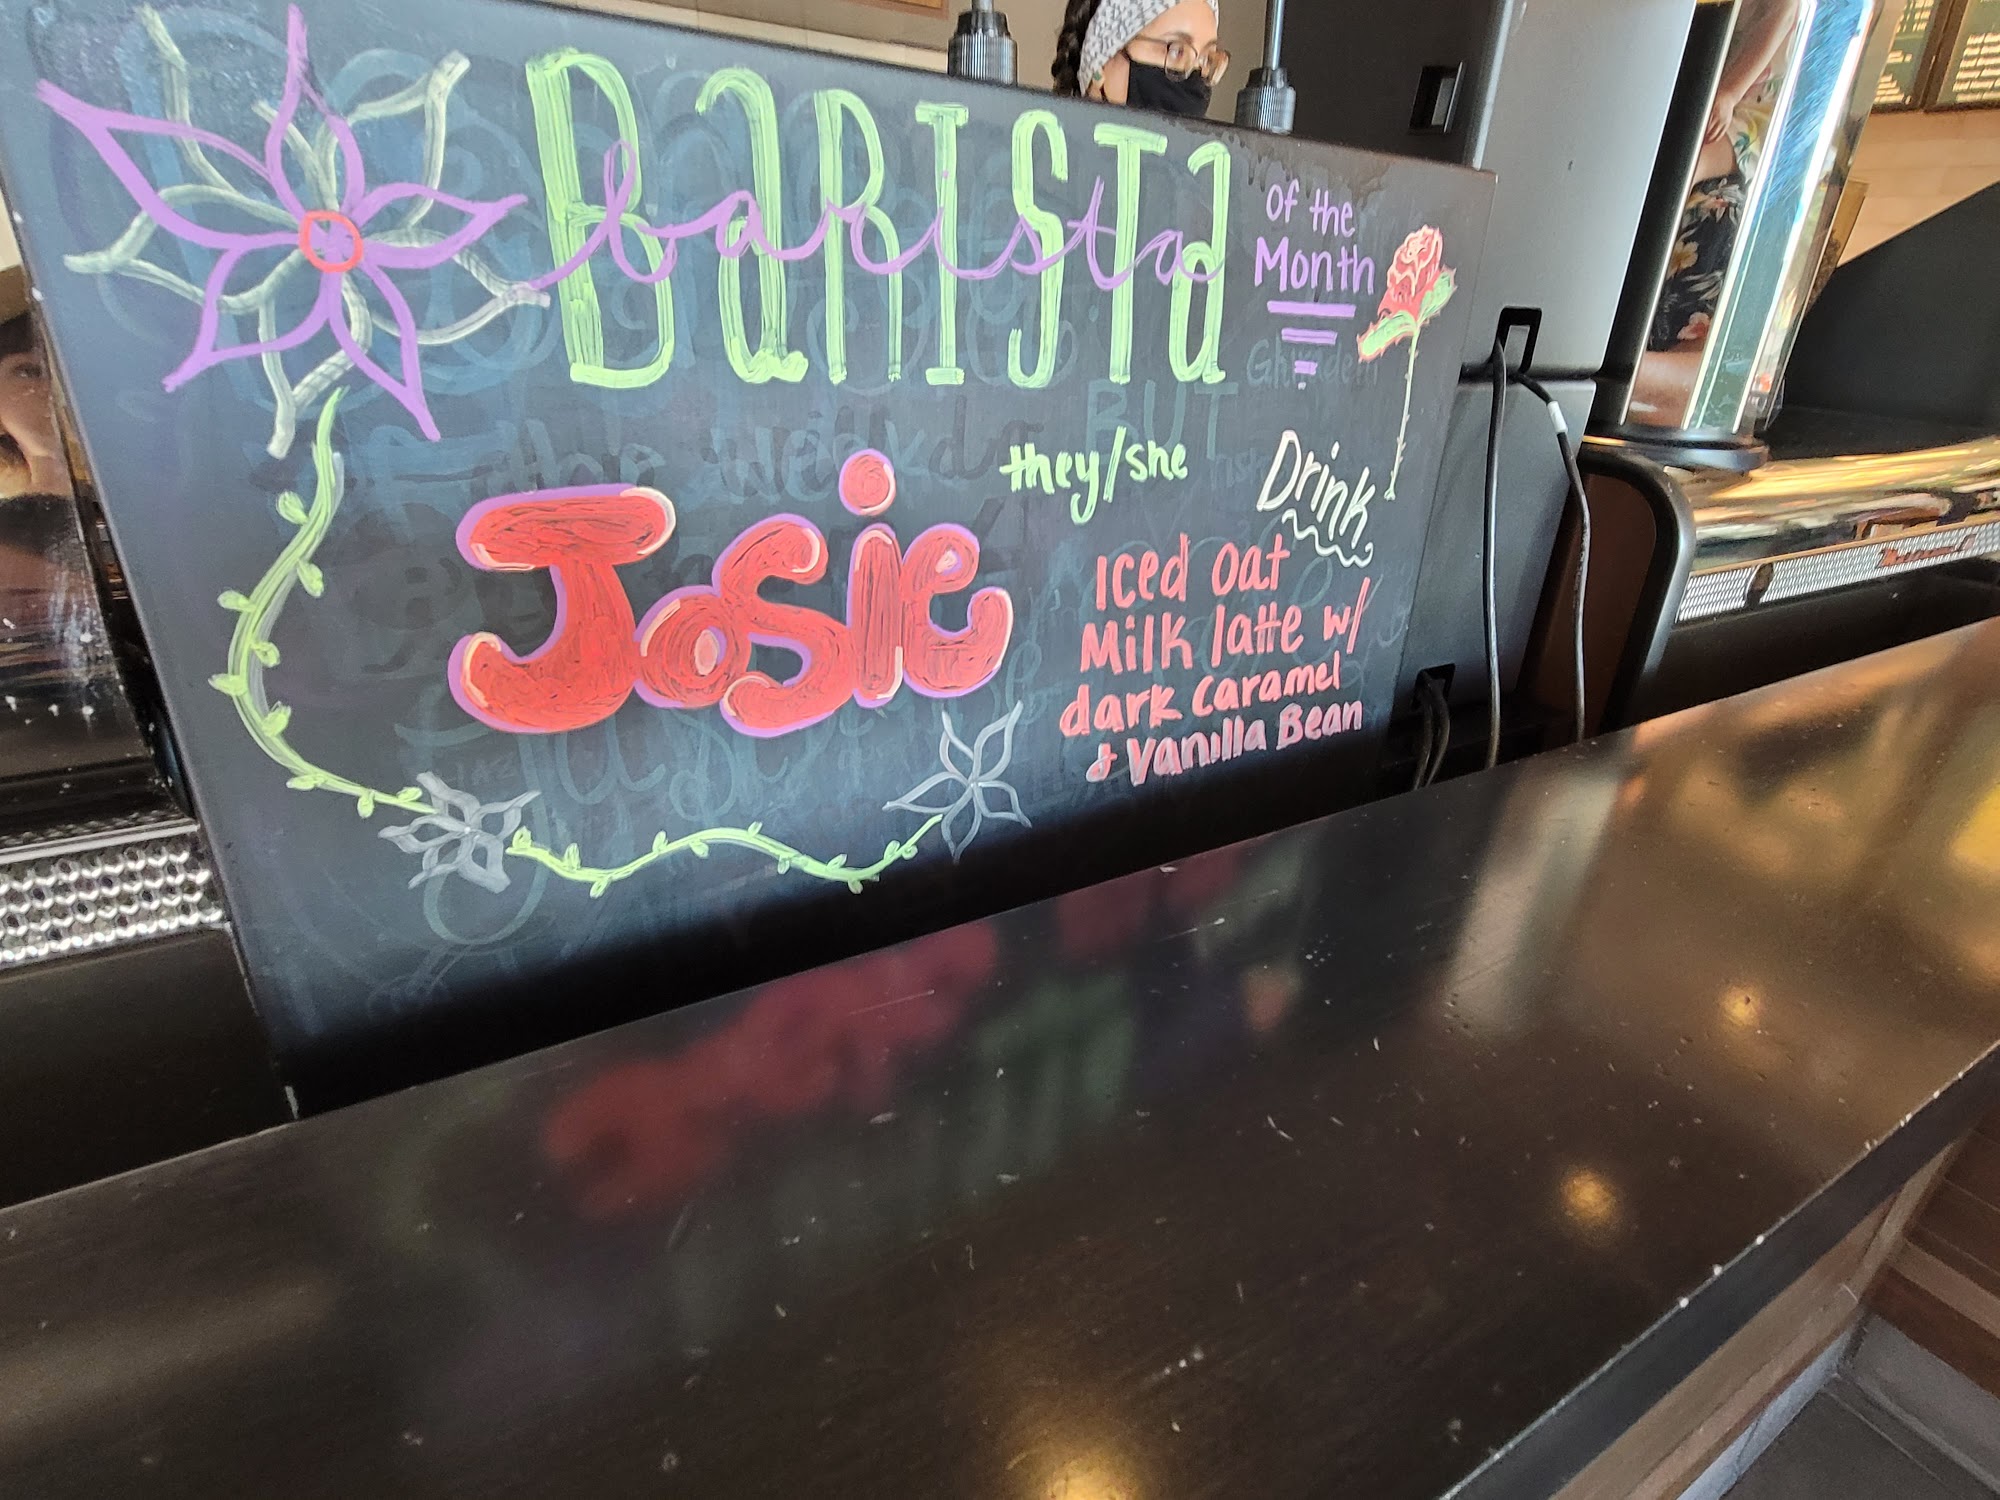 BaRISTa
barista
of the
Month
they/she
Josie
Drink
Iced Oat
Milk latte w/
dark caramel
& Vanilla Bean